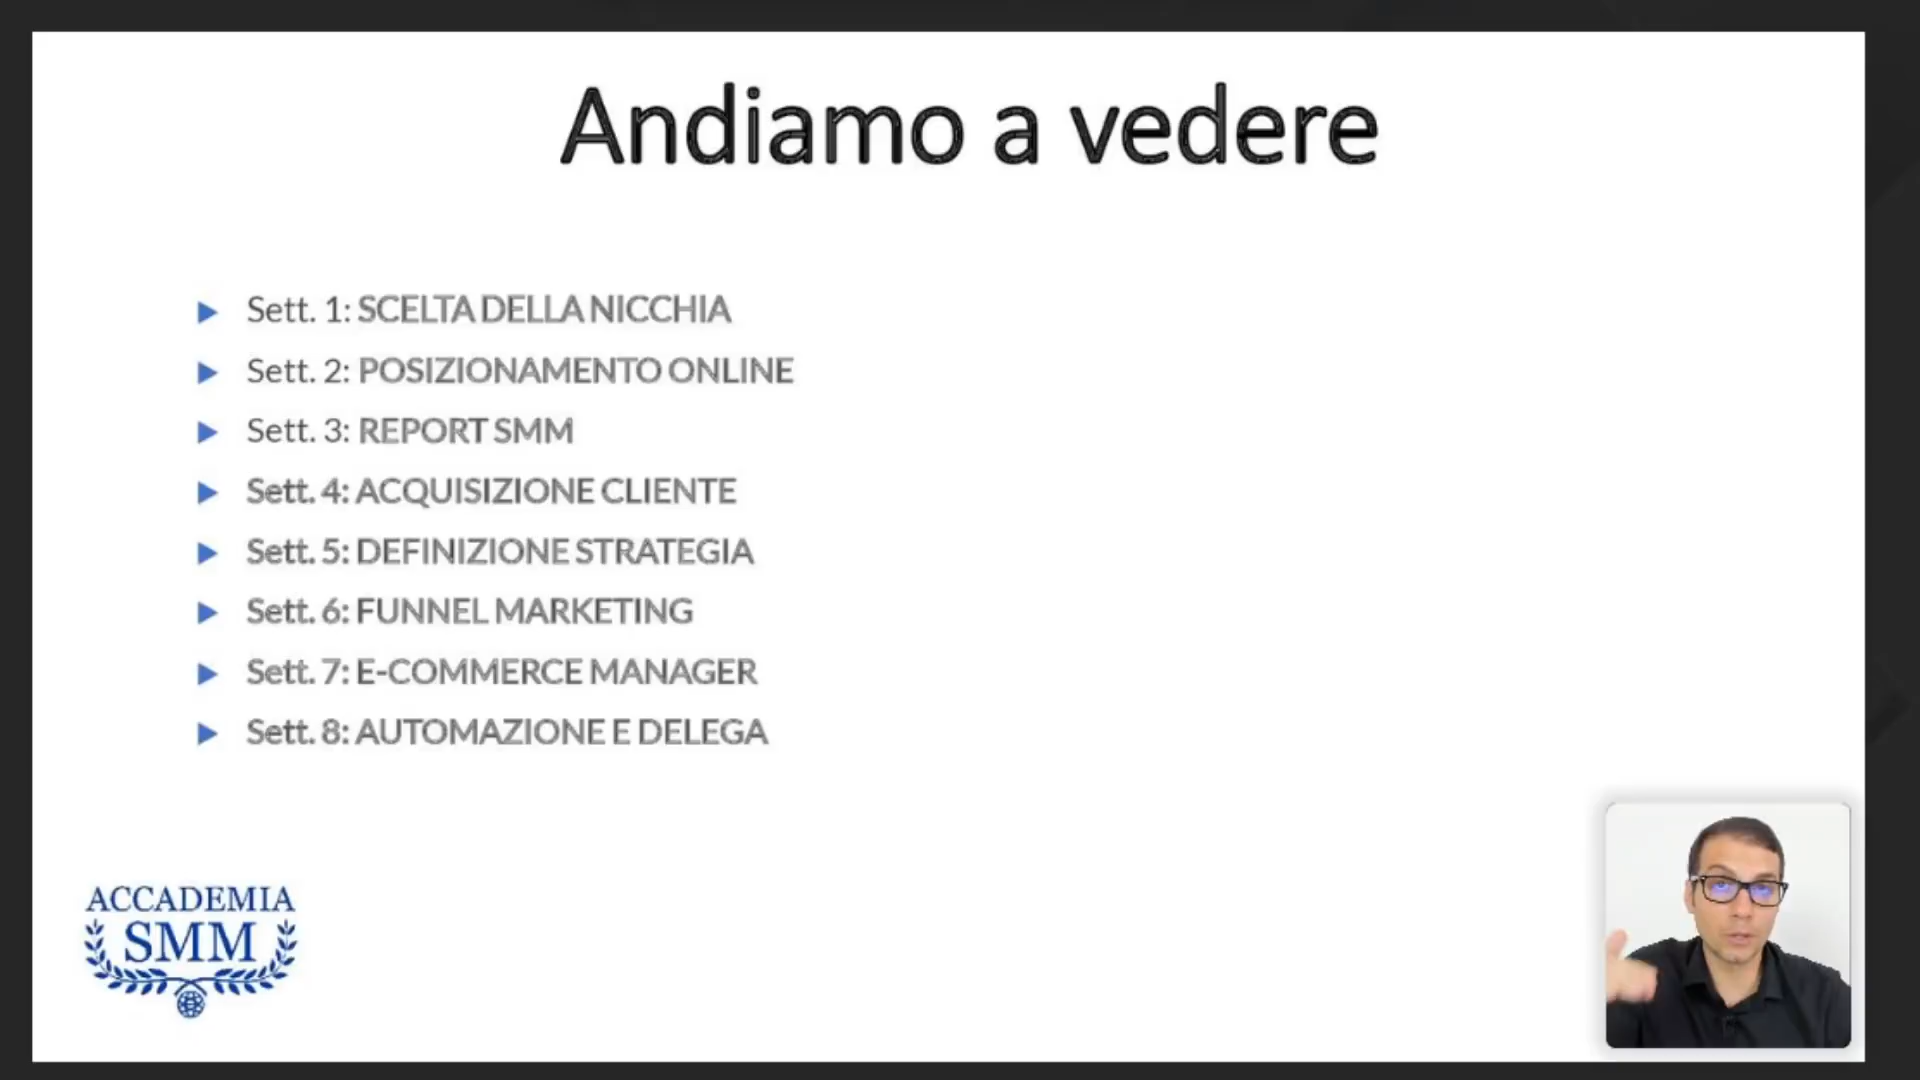 Andiamo a vedere
Sett. 1: SCELTA DELLA NICCHIA
Sett. 2: POSIZIONAMENTO ONLINE
Sett. 3: REPORT SMM
Sett. 4: ACQUISIZIONE CLIENTE
Sett. 5: DEFINIZIONE STRATEGIA
Sett. 6: FUNNEL MARKETING
Sett. 7: E-COMMERCE MANAGER
Sett. 8: AUTOMAZIONE E DELEGA
ACCADEMIA
SMM